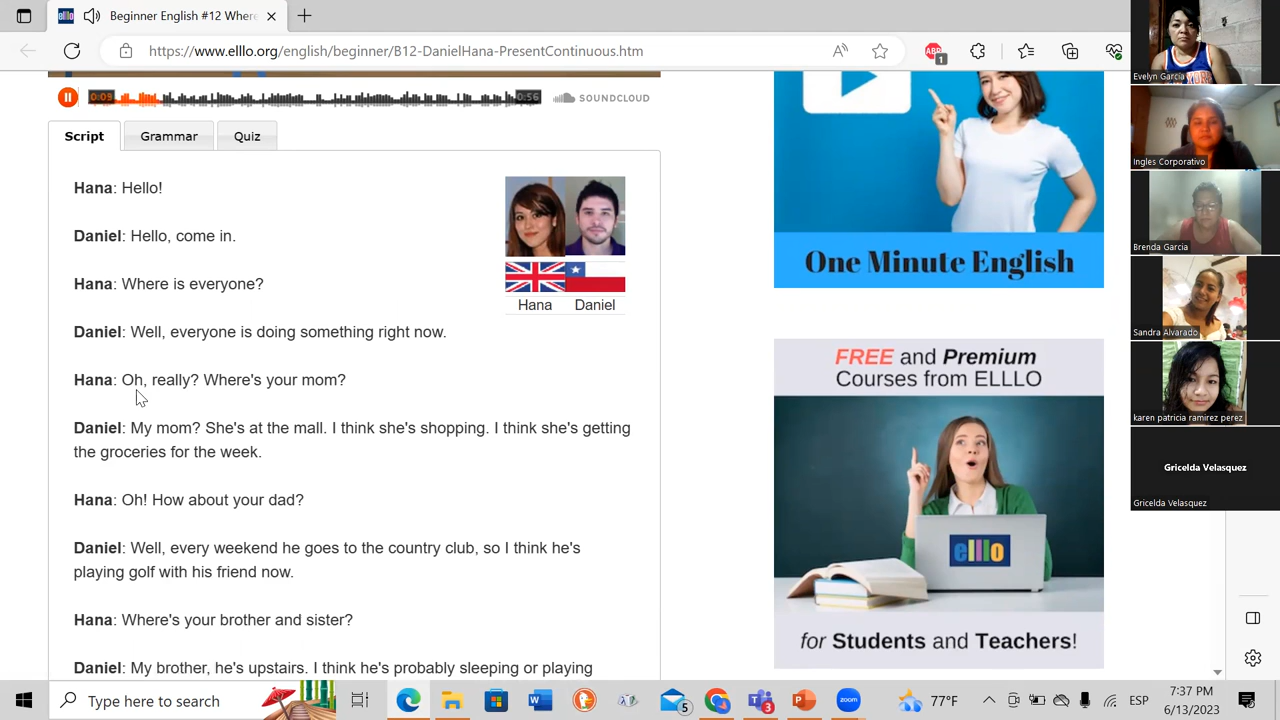 Beginner English #12 Where
https://www.elllo.org/english/beginner/B12-DanielHana-PresentContinuous.htm
1
0:09
0:56
SOUNDCLOUD
Script
Grammar
Quiz
Hana: Hello!
Daniel: Hello, come in.
Hana: Where is everyone?
Daniel: Well, everyone is doing something right now.
Hana: Oh, really? Where's your mom?
Daniel: My mom? She's at the mall. I think she's shopping. I think she's getting
the groceries for the week.
Hana: Oh! How about your dad?
Daniel: Well, every weekend he goes to the country club, so I think he's
playing golf with his friend now.
Hana: Where's your brother and sister?
Daniel: My brother, he's upstairs. I think he's probably sleeping or playing
Hana Daniel
One Minute English
FREE and Premium
Courses from ELLLO
elllo
for Students and Teachers!
Evelyn García
Ingles Corporativo
Brenda Garcia
Sandra Alvarado
karen patricia ramirez perez
Gricelda Velasquez
Gricelda Velasquez
Type here to search
5
3
zoom
77°F
ESP
7:37 PM
6/13/2023